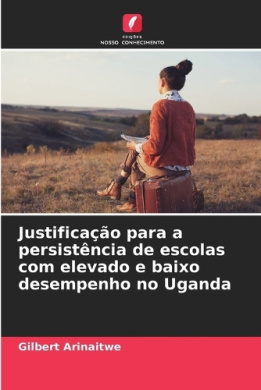 edições
NOSSO CONHECIMENTO
Justificação para a
persistência de escolas
com elevado e baixo
desempenho no Uganda
Gilbert Arinaitwe